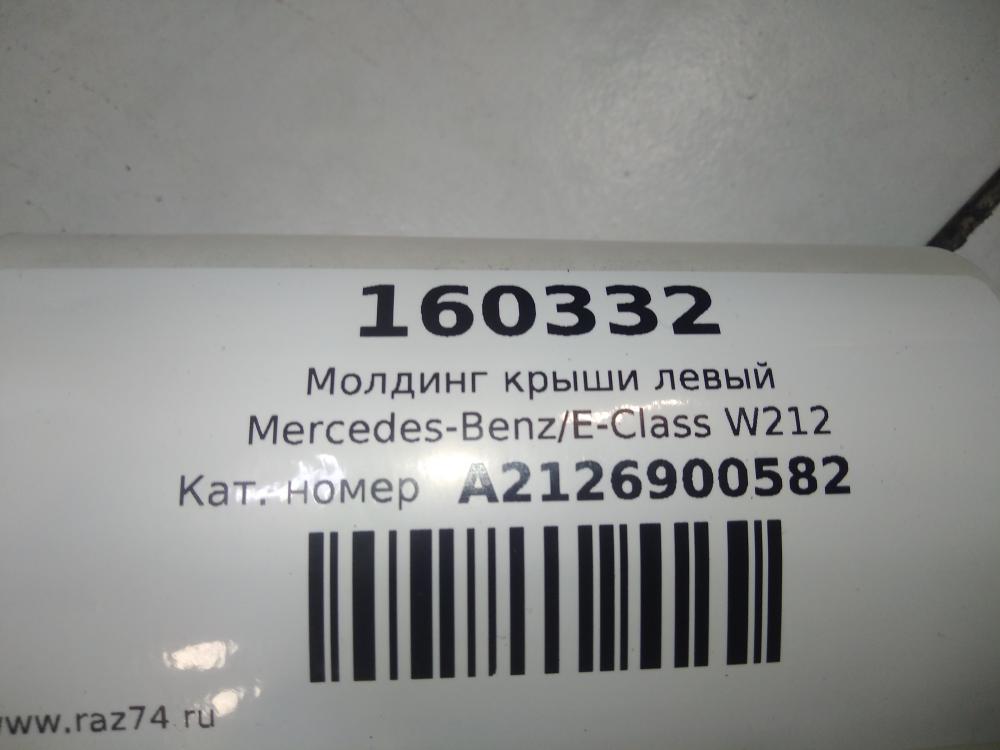 160332
Молдинг крыши левый
Mercedes-Benz/E-Class W212
Кат. номер A2126900582
www.raz74 ru